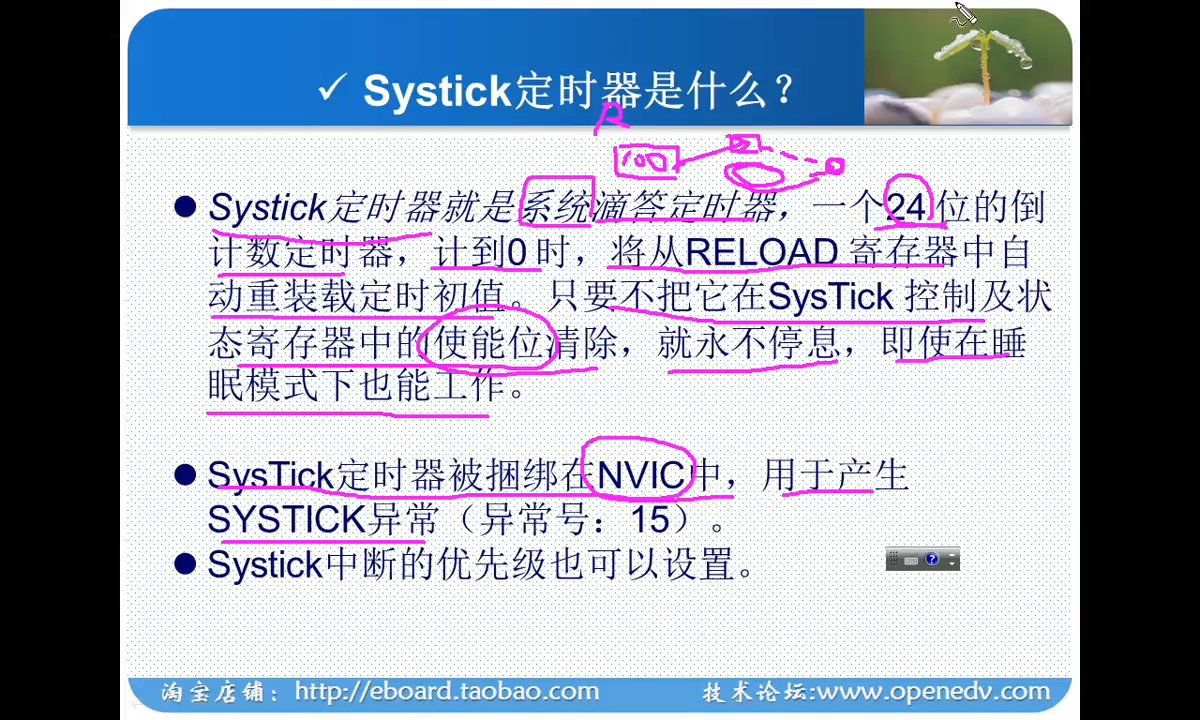 ✓ Systick定时器是什么？
R
100
● Systick定时器就是系统滴答定时器，一个24 位的倒
计数定时器，计到0 时，将从RELOAD 寄存器中自
动重装载定时初值。只要不把它在SysTick 控制及状
态寄存器中的使能位清除，就永不停息，即使在睡
眠模式下也能工作。
● SysTick定时器被捆绑在NVIC中，用于产生
SYSTICK异常（异常号：15）。
● Systick中断的优先级也可以设置。
淘宝店铺：http://eboard.taobao.com 技术论坛:www.openedv.com